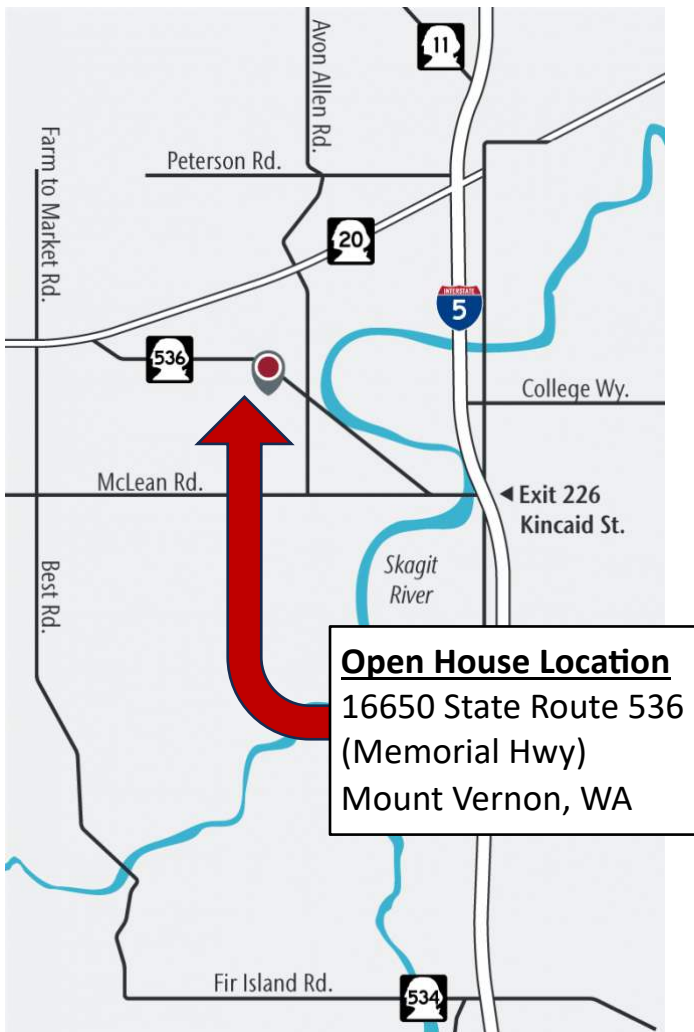 11
Avon Allen Rd.
Farm to Market Rd.
Peterson Rd.
20
INTERSTATE
5
536
College Wy.
McLean Rd.
Exit 226
Kincaid St.
Best Rd.
Skagit
River
Open House Location
16650 State Route 536
(Memorial Hwy)
Mount Vernon, WA
Fir Island Rd.
534